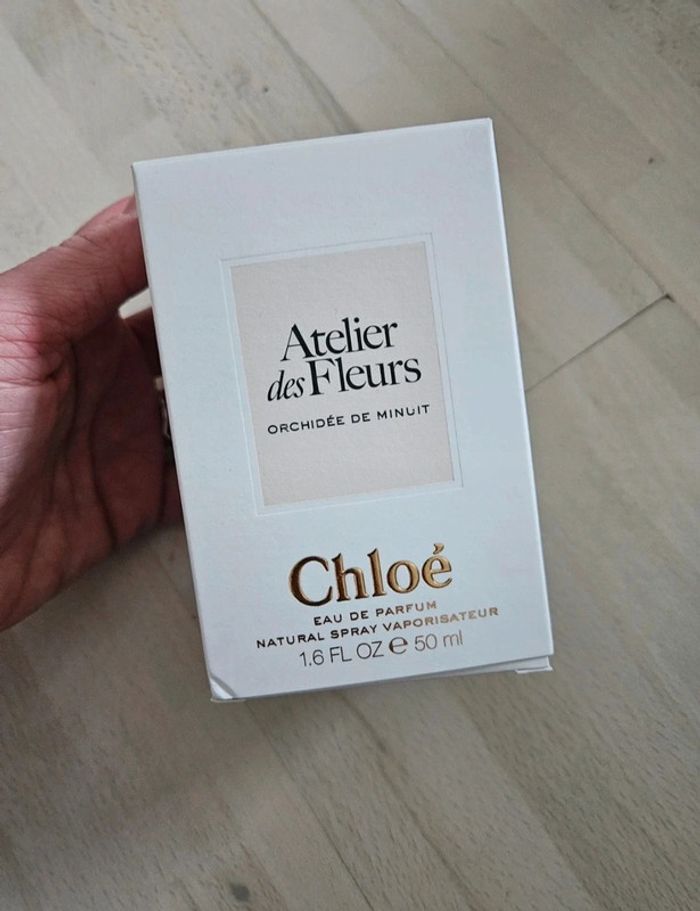 Atelier
des Fleurs
ORCHIDÉE DE MINUIT
Chloé
EAU DE PARFUM
NATURAL SPRAY VAPORISATEUR
1.6 FL OZ e 50 ml